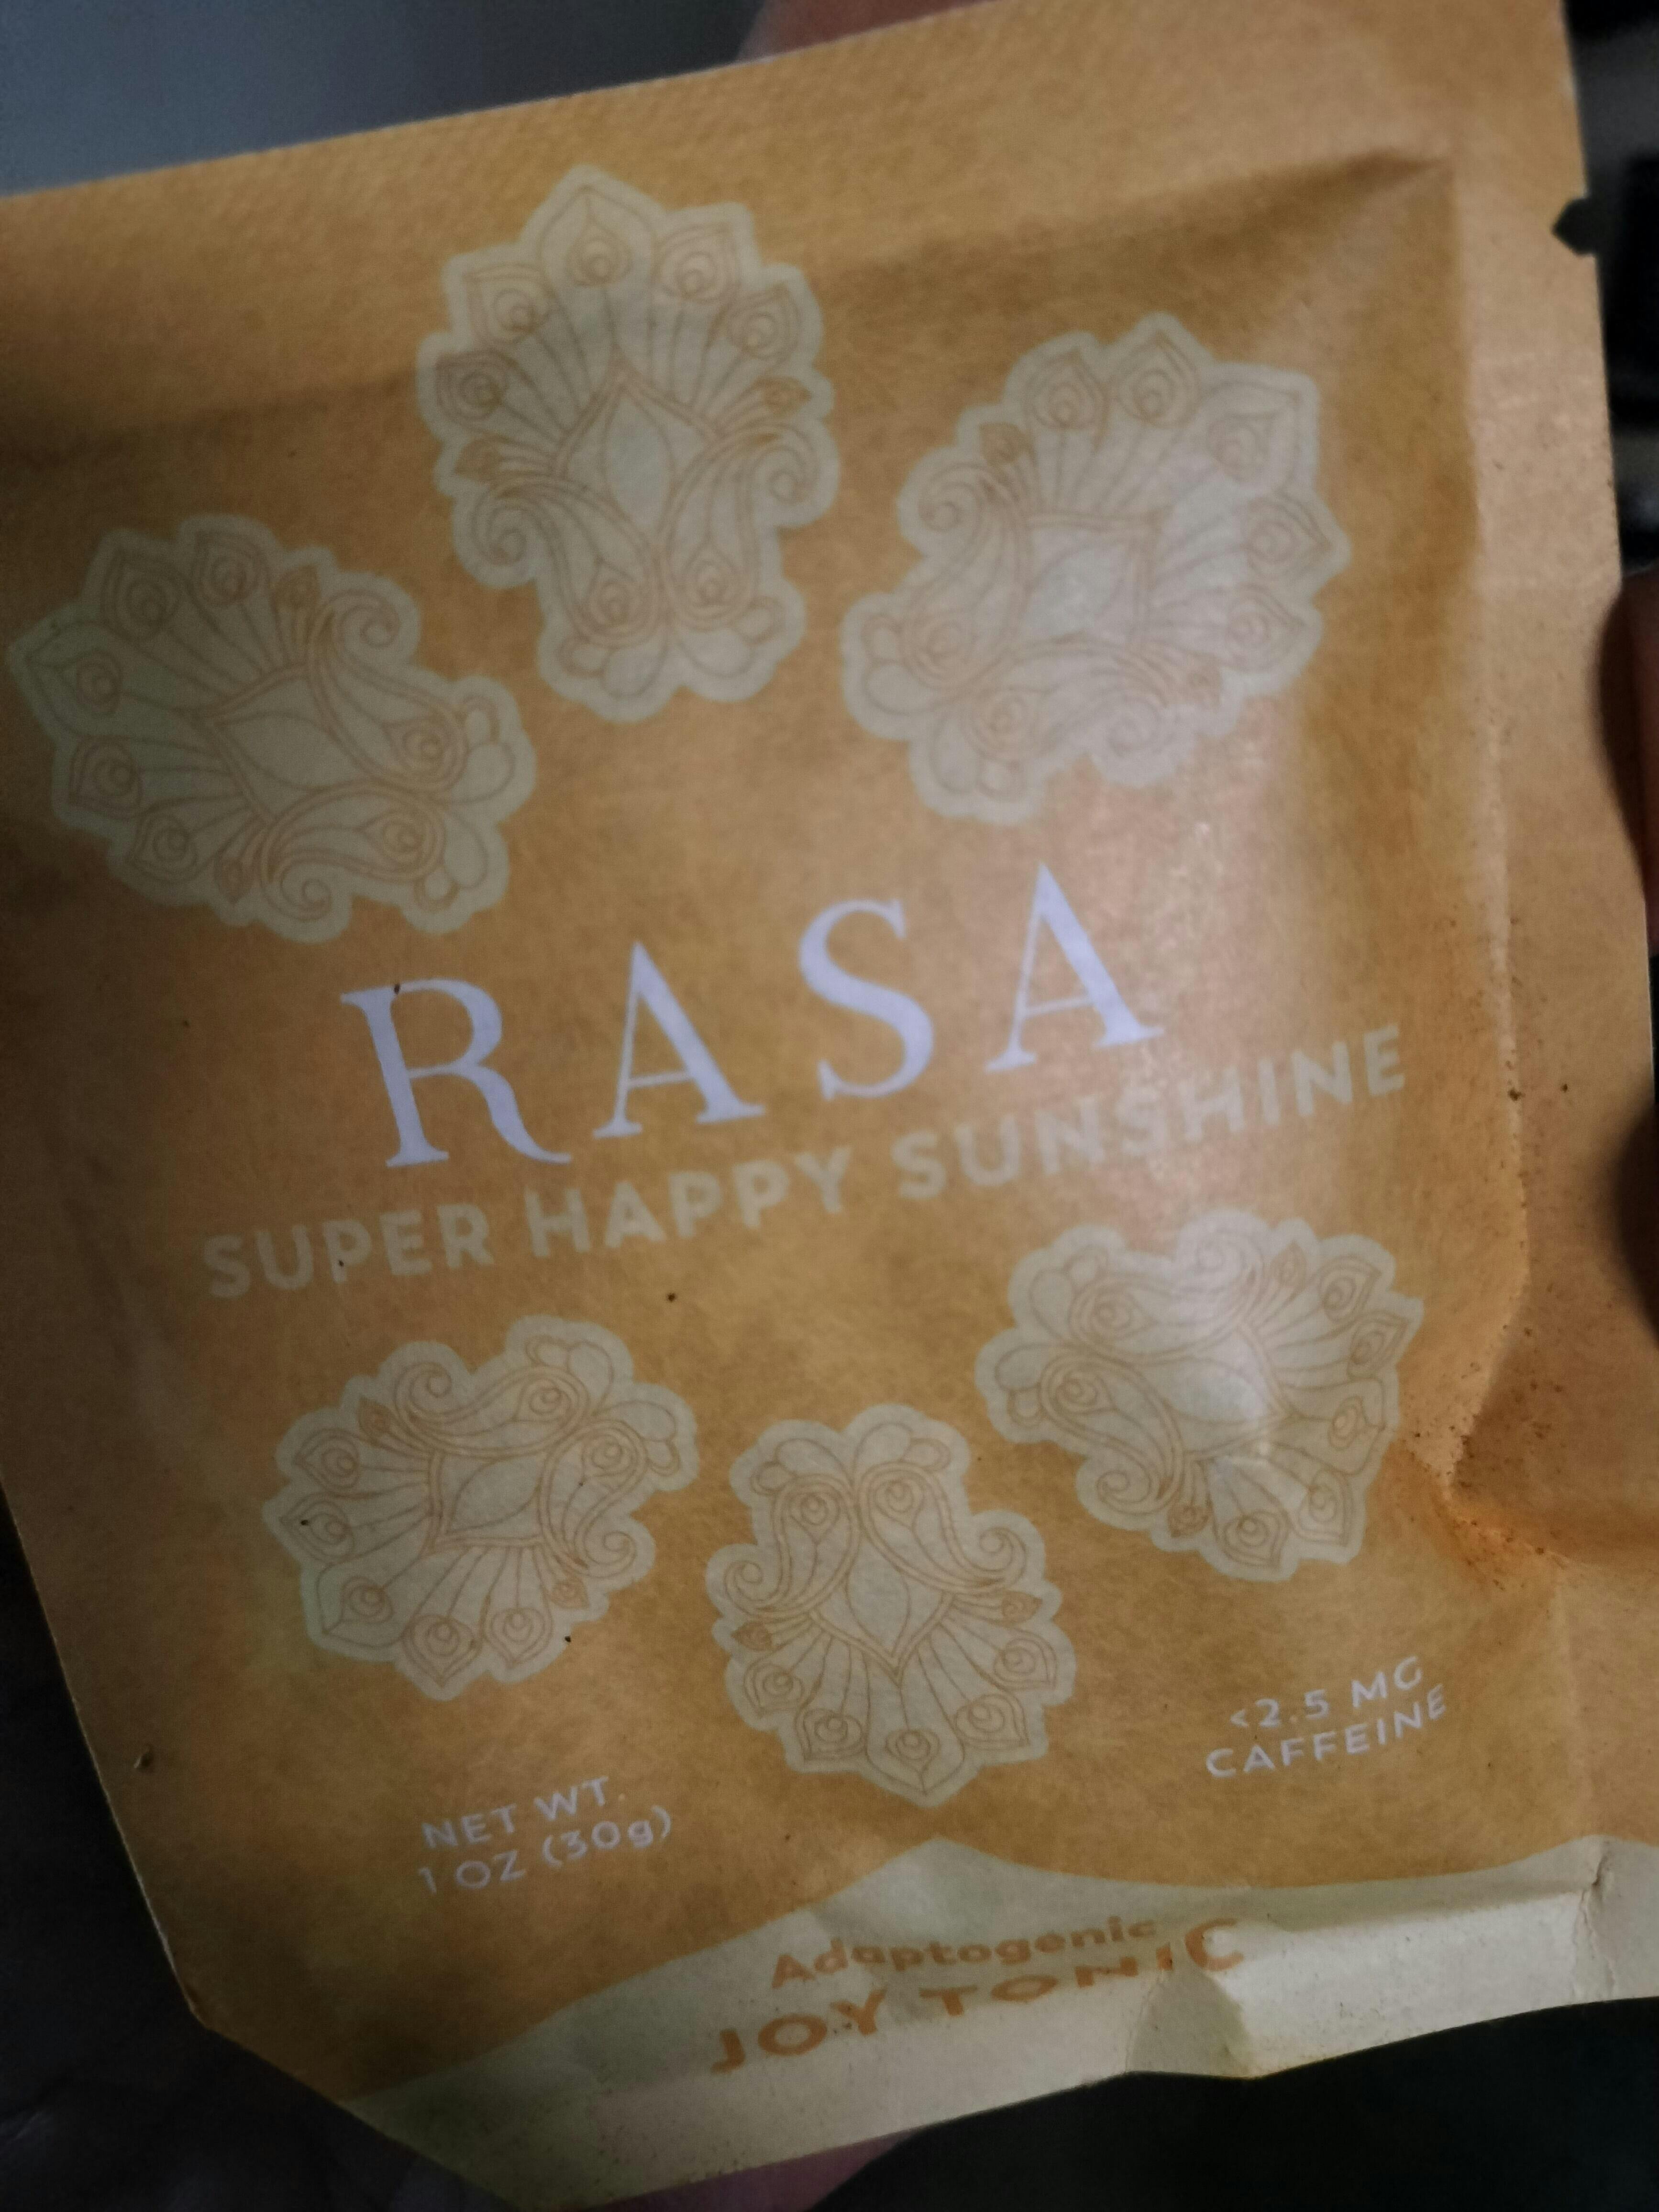 RASA
SUPER HAPPY SUNSHINE
<2.5 MG
CAFFEINE
NET WT.
1 OZ (30g)
Adaptogenic
JOY TONIC